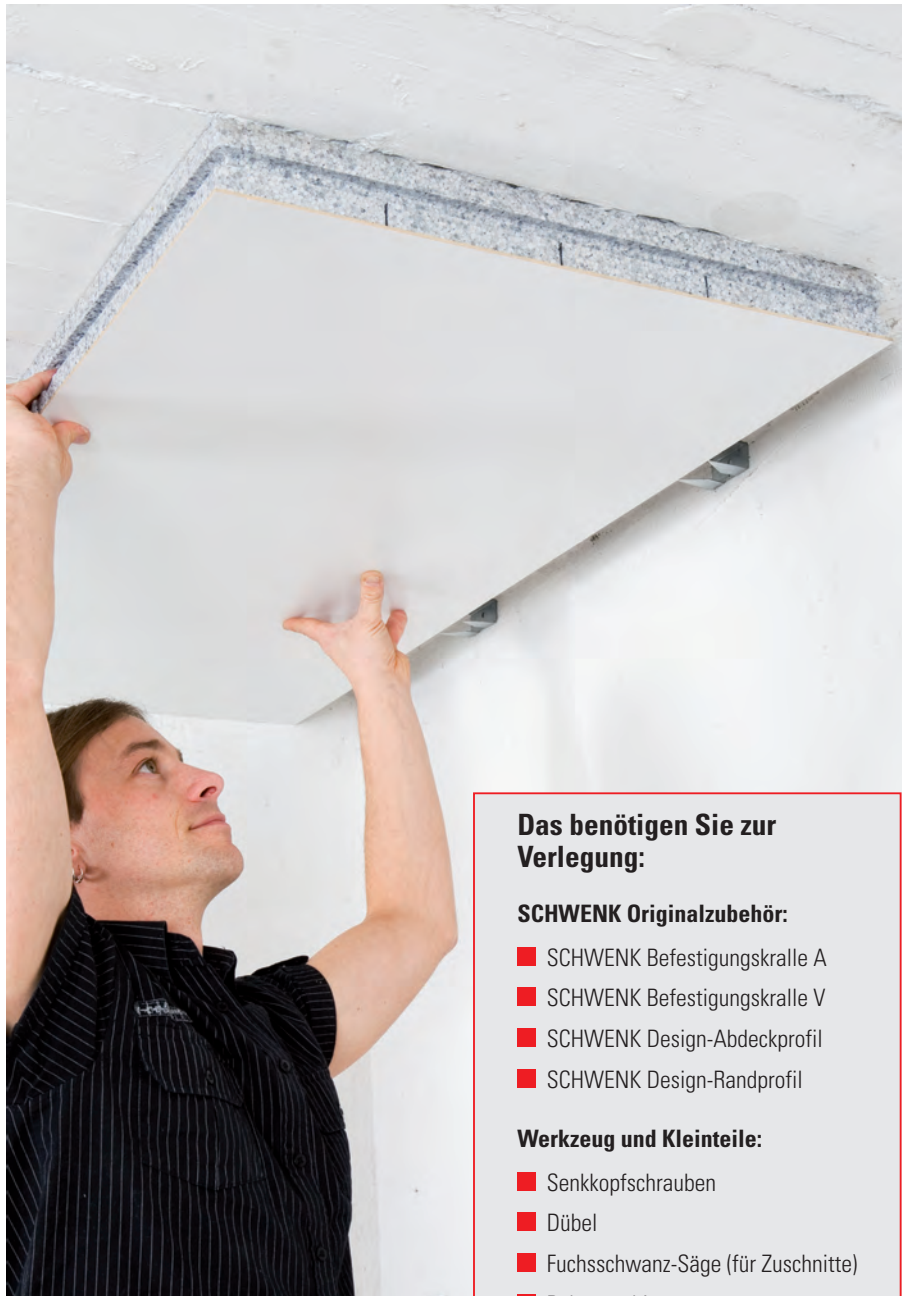 Das benötigen Sie zur
Verlegung:
SCHWENK Originalzubehör:
SCHWENK Befestigungskralle A
SCHWENK Befestigungskralle V
SCHWENK Design-Abdeckprofil
SCHWENK Design-Randprofil
Werkzeug und Kleinteile:
Senkkopfschrauben
Dübel
Fuchsschwanz-Säge (für Zuschnitte)